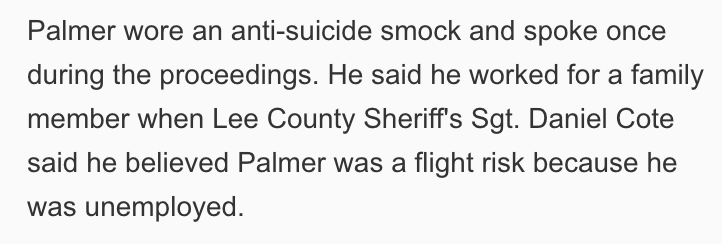 Palmer wore an anti-suicide smock and spoke once
during the proceedings. He said he worked for a family
member when Lee County Sheriff's Sgt. Daniel Cote
said he believed Palmer was a flight risk because he
was unemployed.